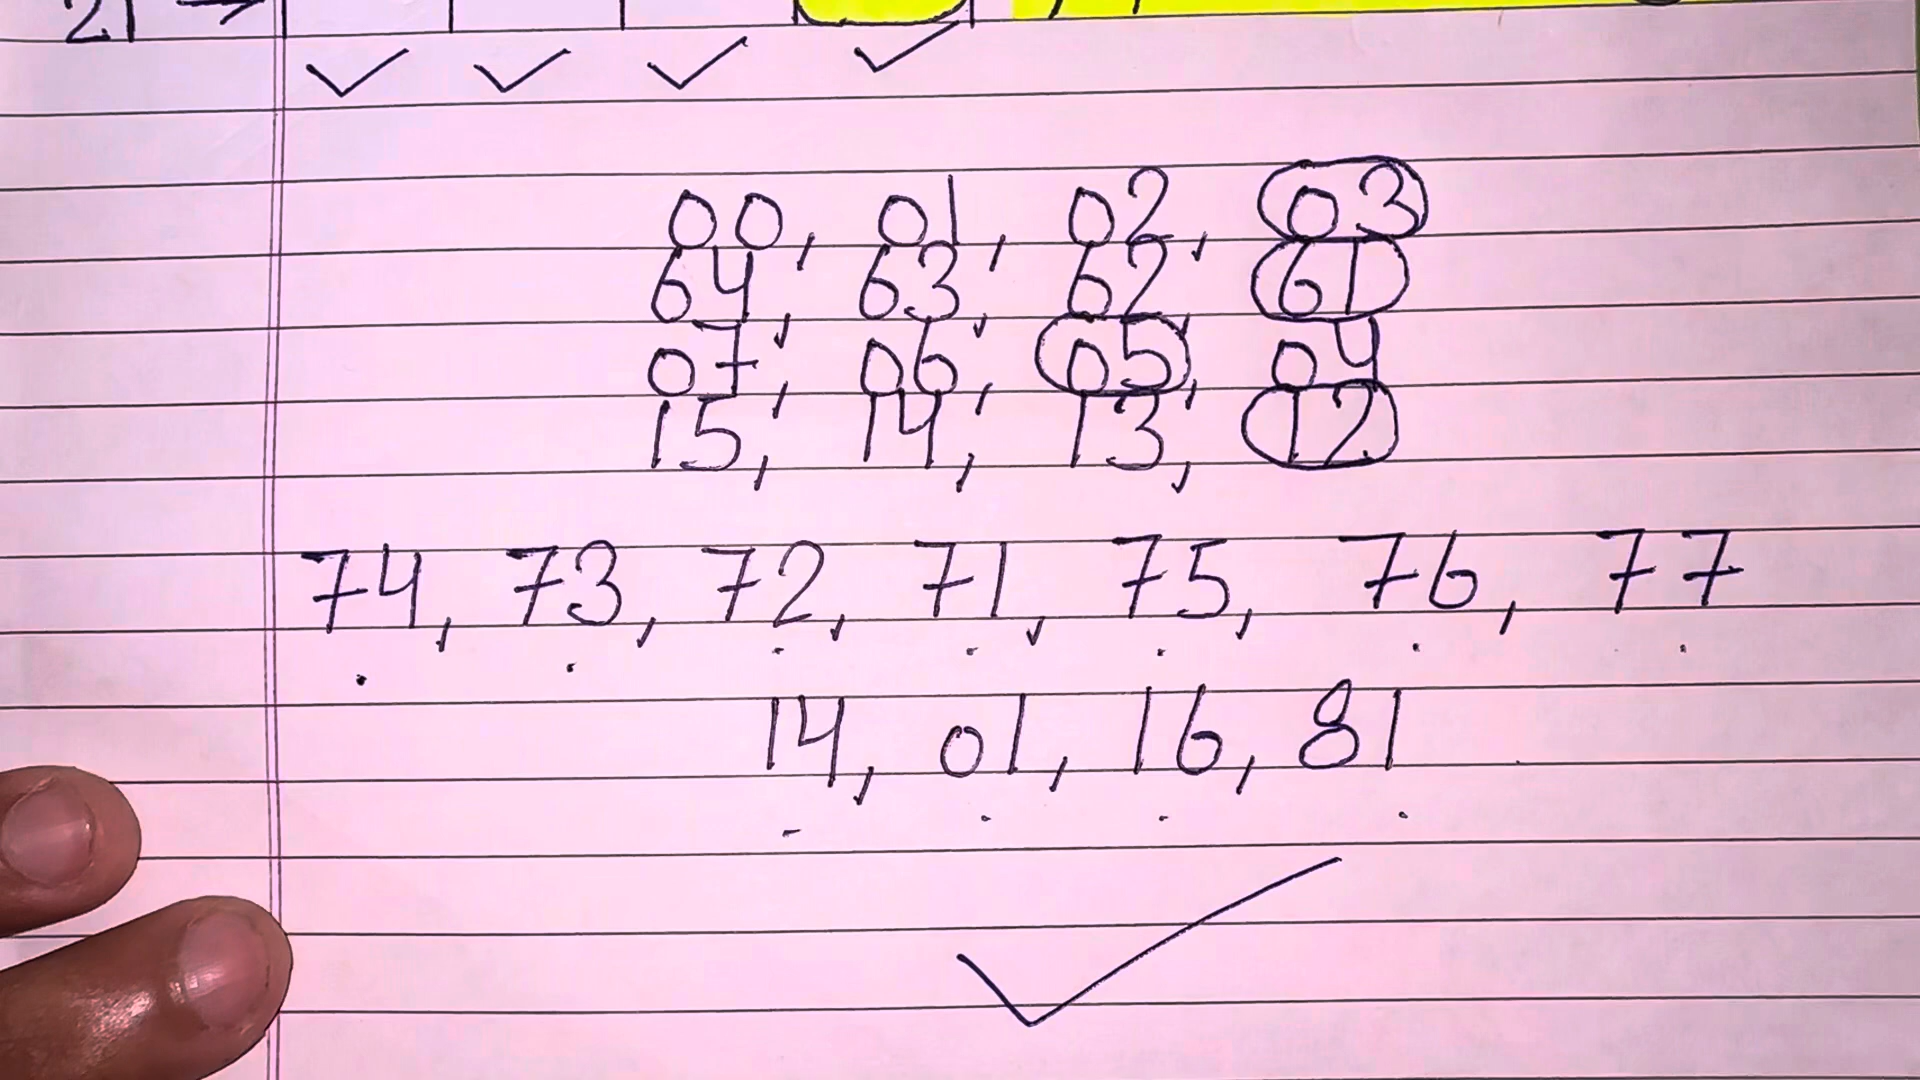 21 →
00, 01, 02, 03
64, 63, 62, 61
07, 06, 05, 04
15, 14, 13, 12
74, 73, 72, 71, 75, 76, 77
14, 01, 16, 81